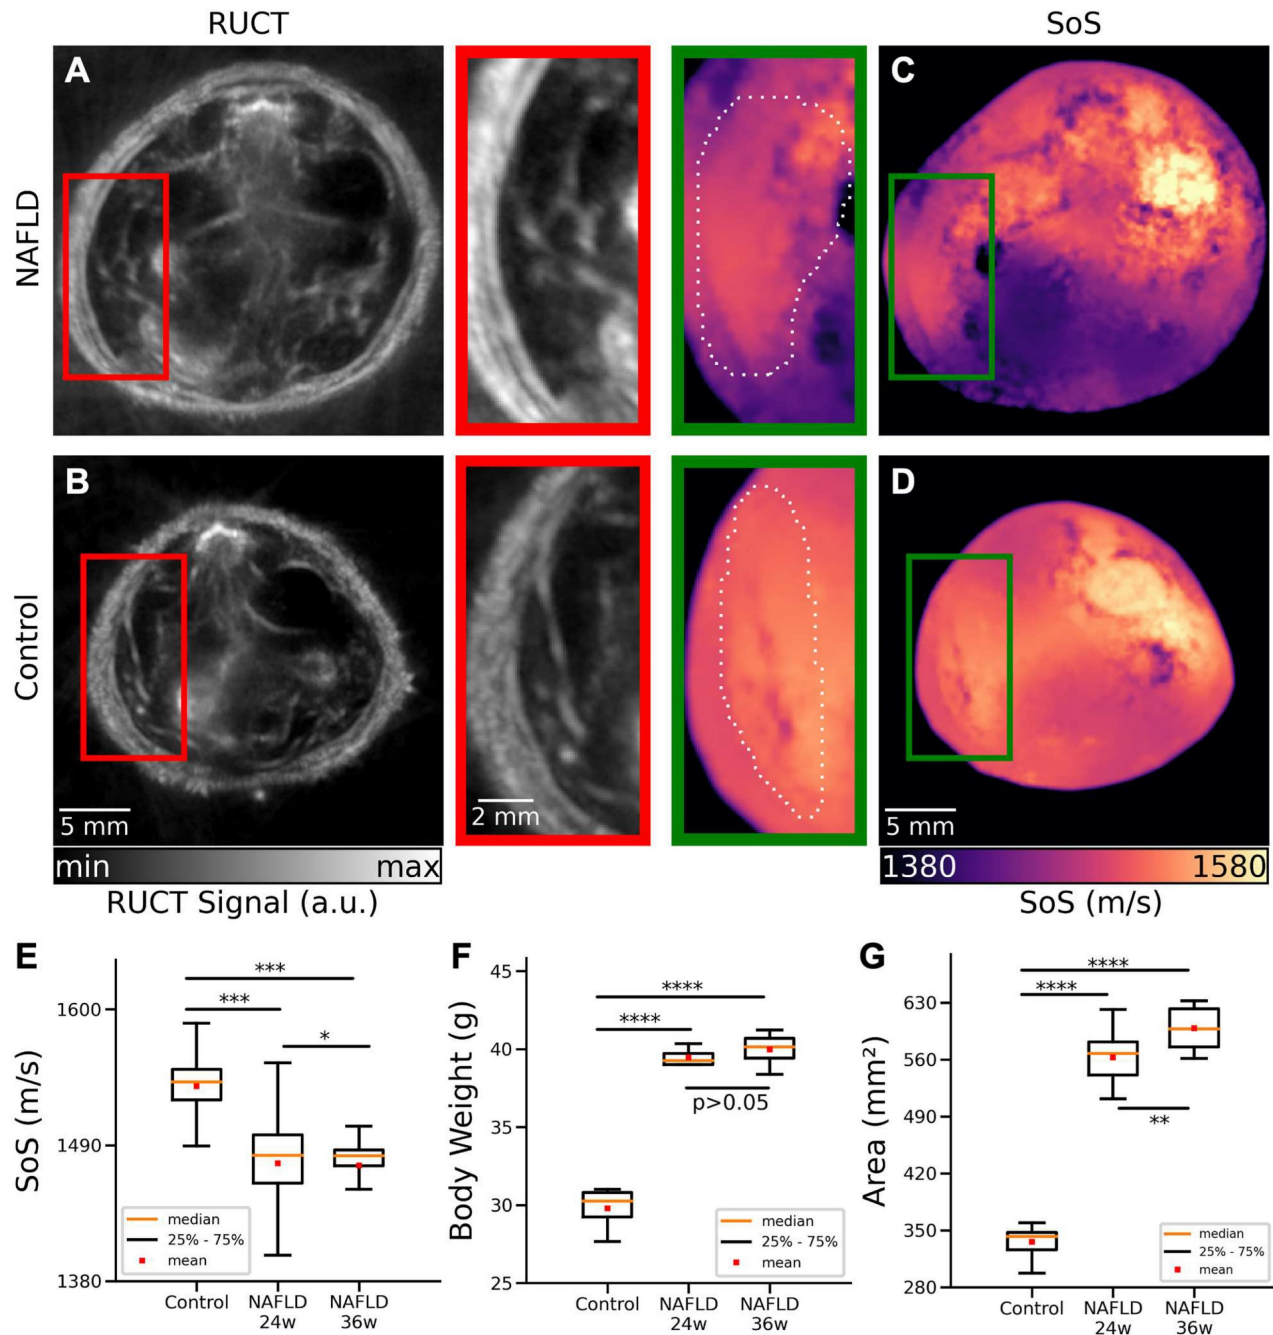 RUCT
SoS
NAFLD
A
C
Control
B
D
5 mm
2 mm
5 mm
min
max
1380
1580
RUCT Signal (a.u.)
SoS (m/s)
E
SoS (m/s)
1600
1490
1380
***
***
*
median
25% - 75%
mean
Control
NAFLD
24w
NAFLD
36w
F
Body Weight (g)
45
40
35
30
25
****
****
p>0.05
median
25% - 75%
mean
Control
NAFLD
24w
NAFLD
36w
G
Area (mm²)
630
560
490
420
350
280
****
****
**
median
25% - 75%
mean
Control
NAFLD
24w
NAFLD
36w